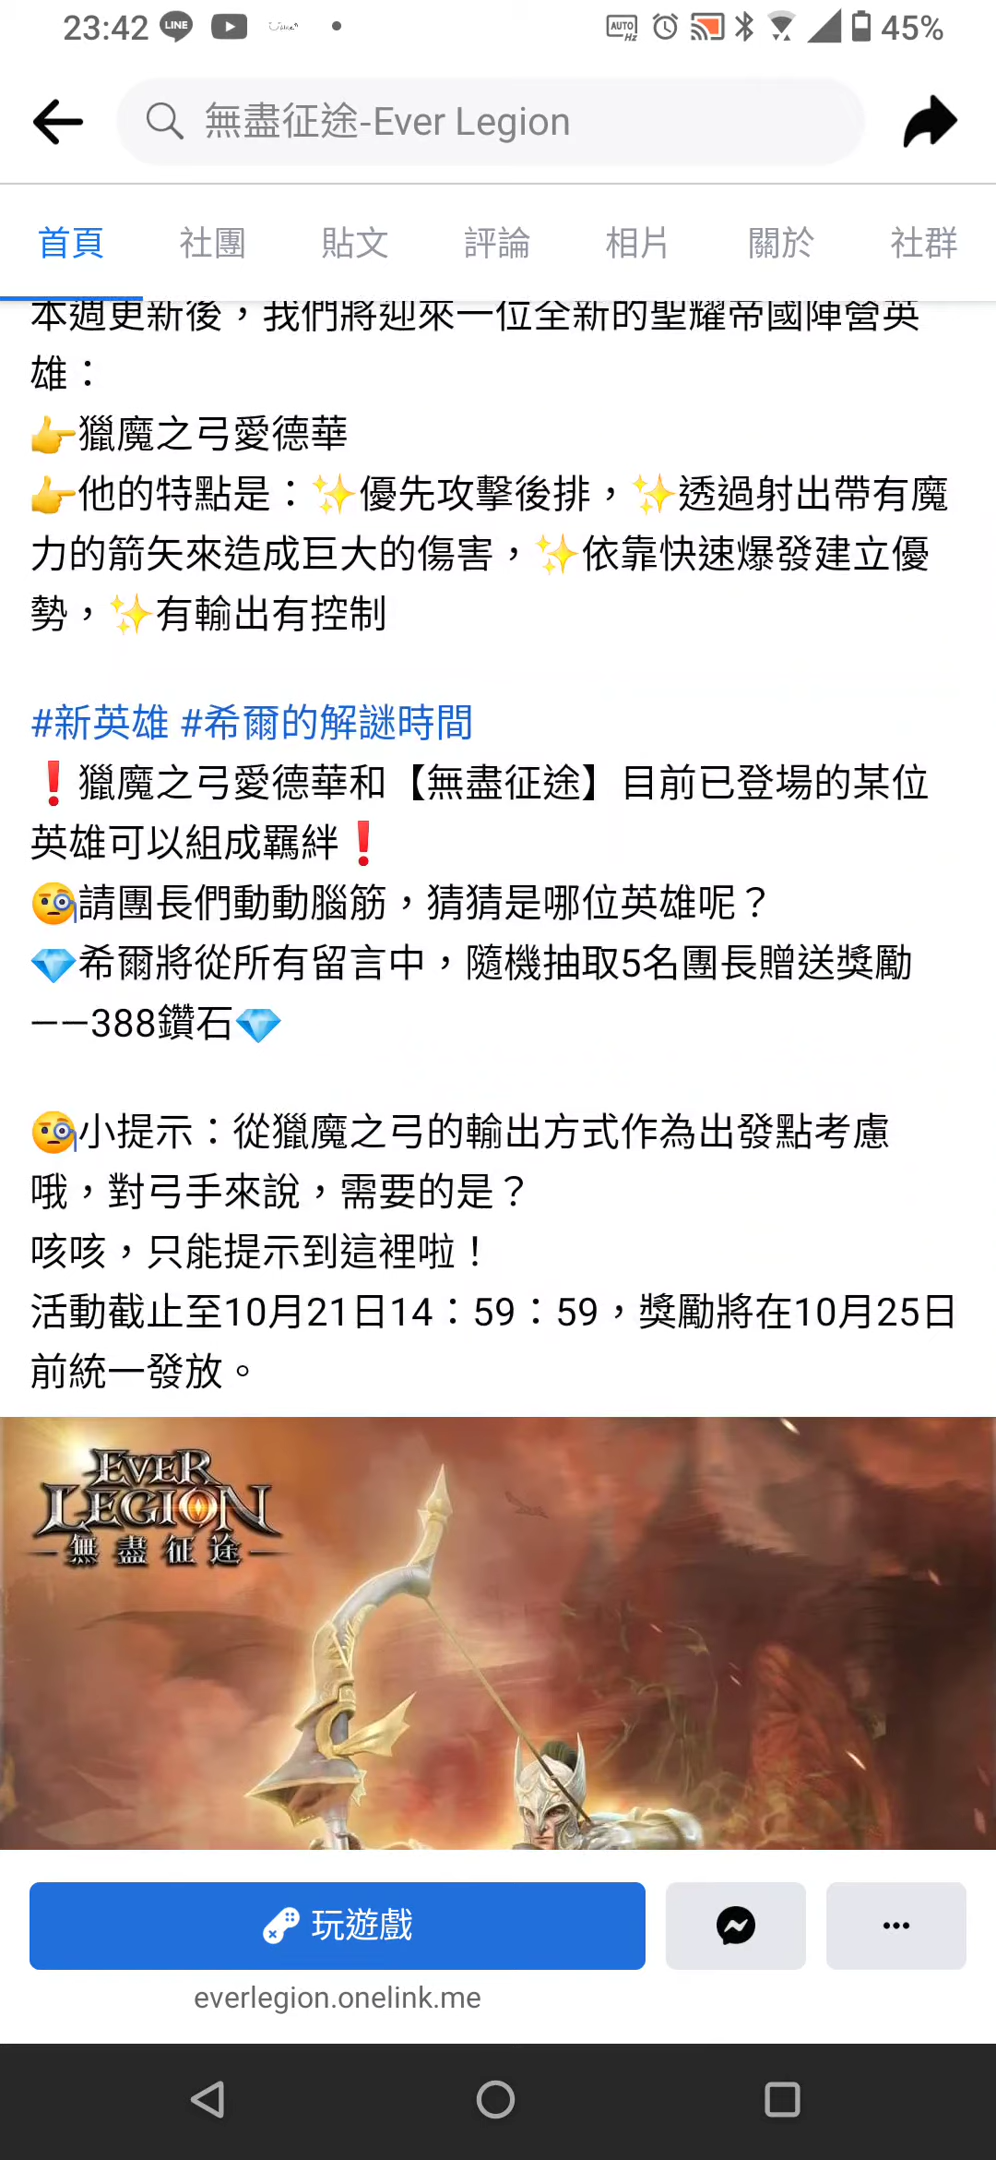 23:42 LINE AUTO Hz 45%
無盡征途-Ever Legion
首頁 社團 貼文 評論 相片 關於 社群
本週更新後，我們將迎來一位全新的聖耀帝國陣營英
雄：
👉獵魔之弓愛德華
👉他的特點是：✨優先攻擊後排，✨透過射出帶有魔
力的箭矢來造成巨大的傷害，✨依靠快速爆發建立優
勢，✨有輸出有控制
#新英雄 #希爾的解謎時間
❗獵魔之弓愛德華和【無盡征途】目前已登場的某位
英雄可以組成羈絆❗
🧐請團長們動動腦筋，猜猜是哪位英雄呢？
💎希爾將從所有留言中，隨機抽取5名團長贈送獎勵
——388鑽石💎
🧐小提示：從獵魔之弓的輸出方式作為出發點考慮
哦，對弓手來說，需要的是？
咳咳，只能提示到這裡啦！
活動截止至10月21日14：59：59，獎勵將在10月25日
前統一發放。
EVER
LEGION
無盡征途
玩遊戲
everlegion.onelink.me